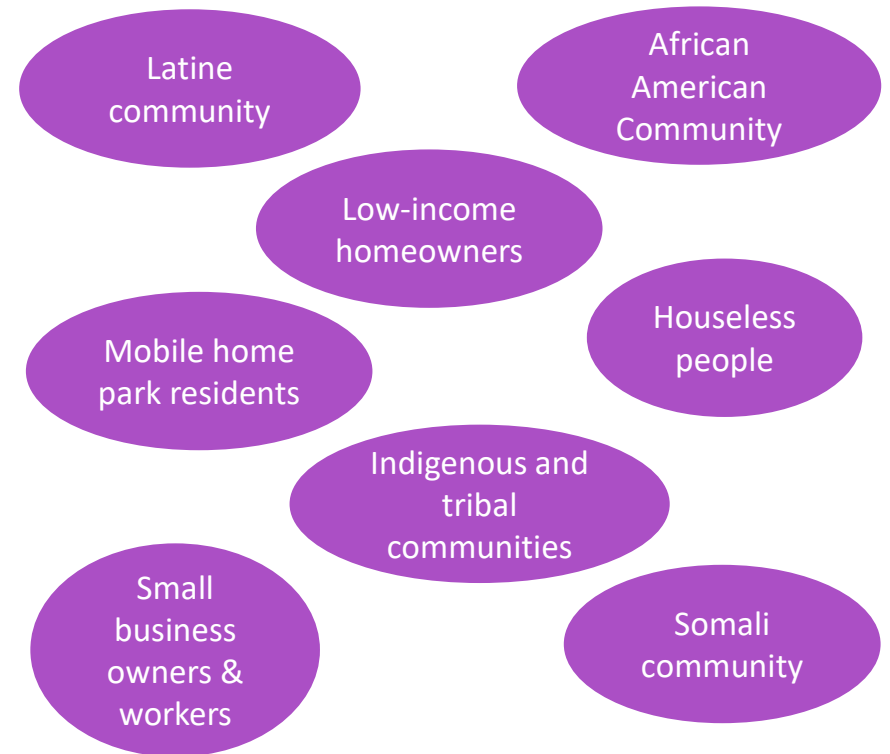 Latine
community
African
American
Community
Low-income
homeowners
Houseless
people
Mobile home
park residents
Indigenous and
tribal
communities
Small
business
owners &
workers
Somali
community